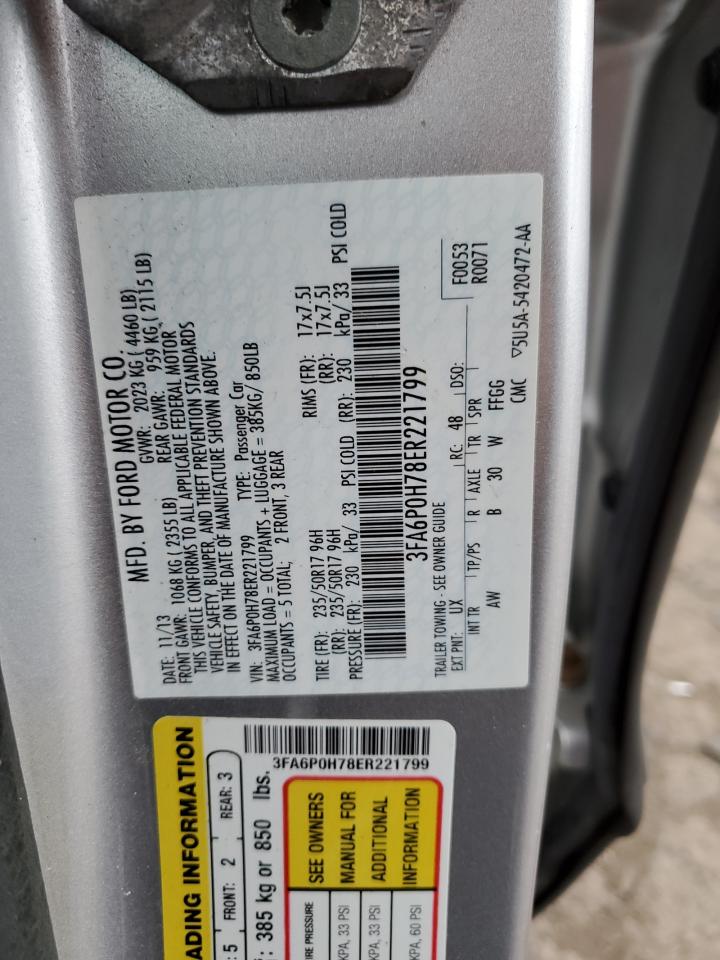 MFD. BY FORD MOTOR CO.
DATE: 11/13 GVWR: 2023 KG ( 4460 LB)
FRONT GAWR: 1068 KG ( 2355 LB) REAR GAWR: 959 KG ( 2115 LB)
THIS VEHICLE CONFORMS TO ALL APPLICABLE FEDERAL MOTOR
VEHICLE SAFETY, BUMPER, AND THEFT PREVENTION STANDARDS
IN EFFECT ON THE DATE OF MANUFACTURE SHOWN ABOVE.
VIN: 3FA6P0H78ER221799 TYPE: Passenger Car
MAXIMUM LOAD = OCCUPANTS + LUGGAGE = 385KG/ 850LB
OCCUPANTS = 5 TOTAL; 2 FRONT, 3 REAR
TIRE (FR): 235/50R17 96H RIMS (FR): 17x7.5J
(RR): 235/50R17 96H (RR): 17x7.5J
PRESSURE (FR): 230 kPa/ 33 PSI COLD (RR): 230 kPa/ 33 PSI COLD
3FA6P0H78ER221799
TRAILER TOWING - SEE OWNER GUIDE F0053
EXT PNT: UX RC: 48 DSO: R0071
INT TR TP/PS R AXLE TR SPR
AW B 30 W FFGG
CMC ▽5U5A-5420472-AA
3FA6P0H78ER221799
ADING INFORMATION
: 5 FRONT: 2 REAR: 3
: 385 kg or 850 lbs.
IRE PRESSURE SEE OWNERS
KPA, 33 PSI MANUAL FOR
KPA, 33 PSI ADDITIONAL
KPA, 60 PSI INFORMATION